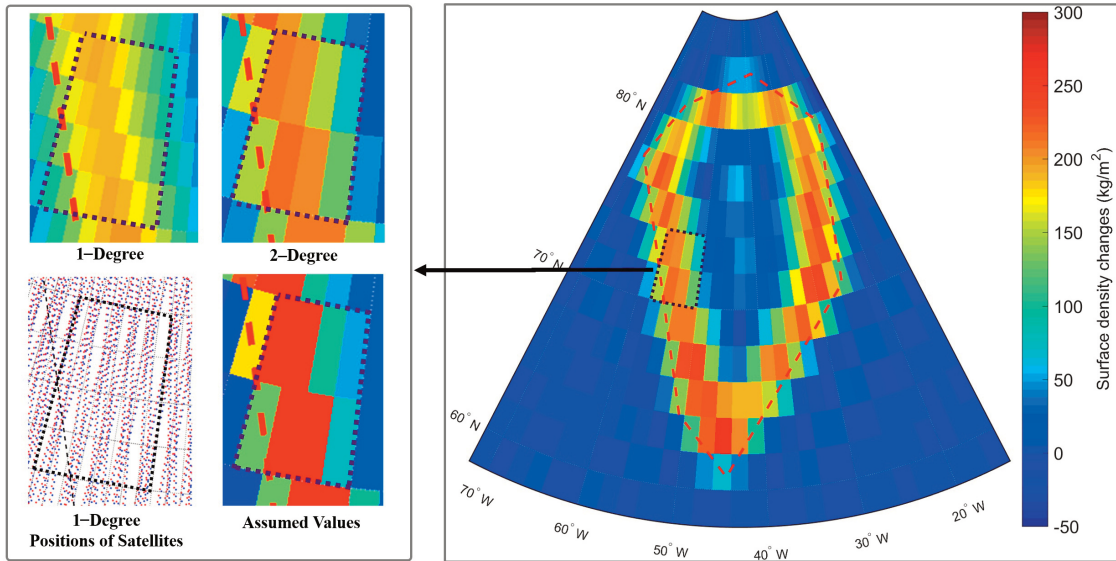 1–Degree
2–Degree
1–Degree
Positions of Satellites
Assumed Values
80° N
70° N
60° N
70° W
60° W
50° W
40° W
30° W
20° W
300
250
200
150
100
50
0
-50
Surface density changes (kg/m²)